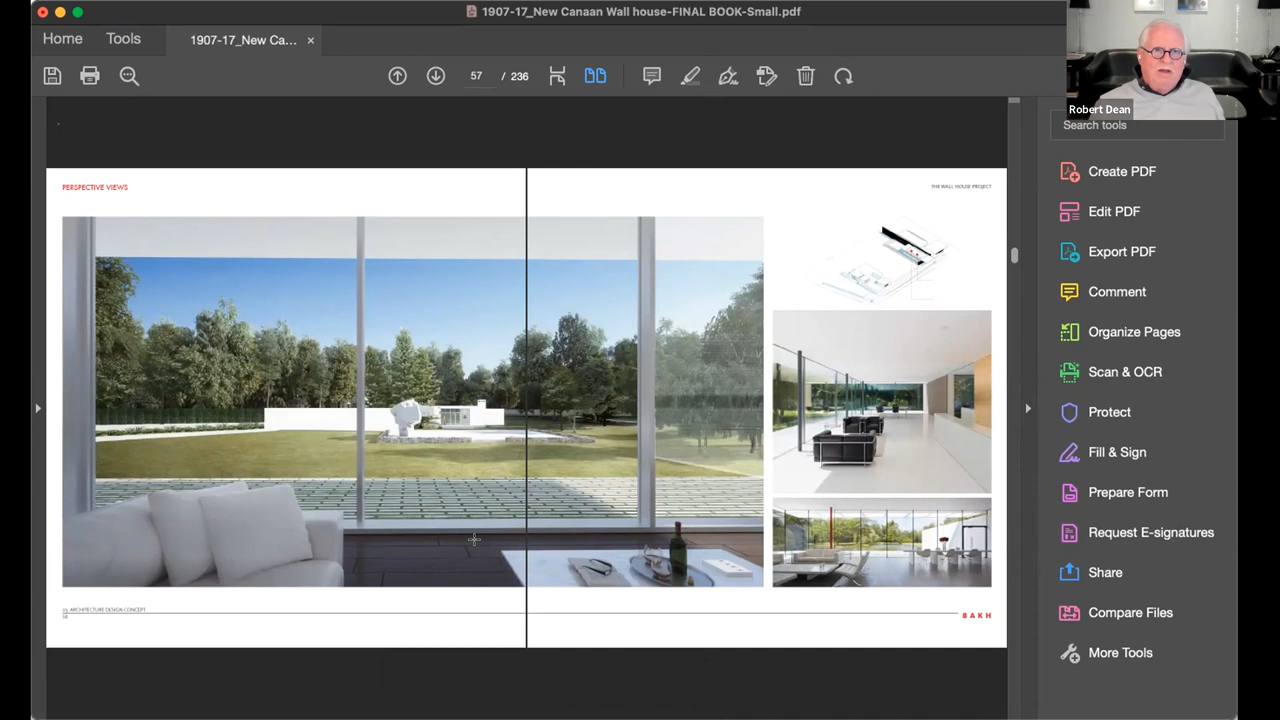 1907-17_New Canaan Wall house-FINAL BOOK-Small.pdf
Home
Tools
1907-17_New Ca...
57
/ 236
Robert Dean
Search tools
Create PDF
Edit PDF
Export PDF
Comment
Organize Pages
Scan & OCR
Protect
Fill & Sign
Prepare Form
Request E-signatures
Share
Compare Files
More Tools
PERSPECTIVE VIEWS
THE WALL HOUSE PROJECT
ARCHITECTURE DESIGN CONCEPT
BAKH